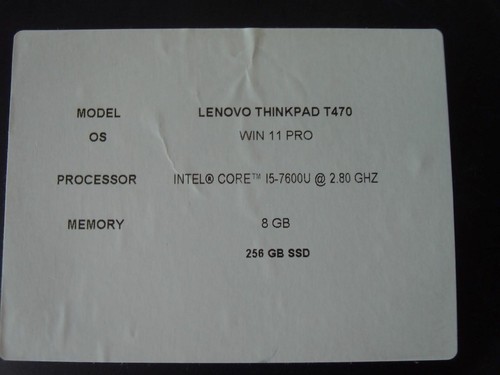 MODEL LENOVO THINKPAD T470
OS WIN 11 PRO
PROCESSOR INTEL® CORE™ I5-7600U @ 2.80 GHZ
MEMORY 8 GB
256 GB SSD